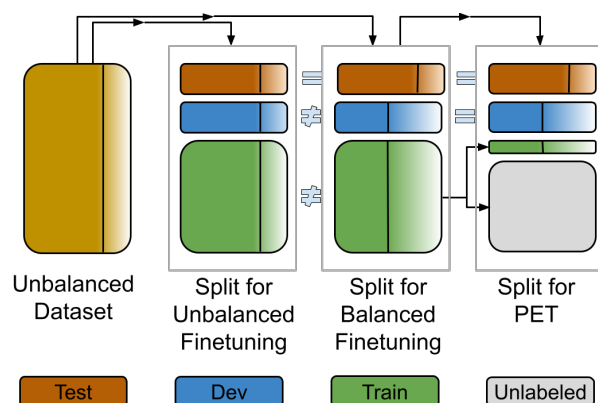 Unbalanced
Dataset
Split for
Unbalanced
Finetuning
Split for
Balanced
Finetuning
Split for
PET
Test
Dev
Train
Unlabeled